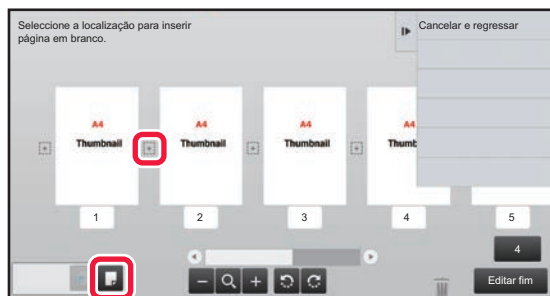 Seleccione a localização para inserir
página em branco.
Cancelar e regressar
A4
Thumbnail
A4
Thumbnail
A4
Thumbnail
A4
Thumb
1
2
3
4
5
4
Editar fim